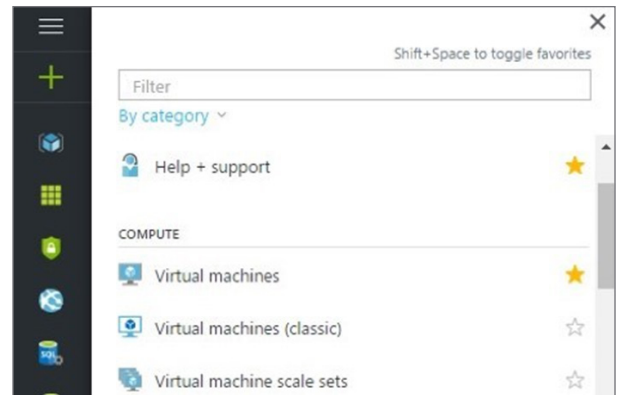 Shift+Space to toggle favorites
Filter
By category
Help + support
COMPUTE
Virtual machines
Virtual machines (classic)
SQL
Virtual machine scale sets